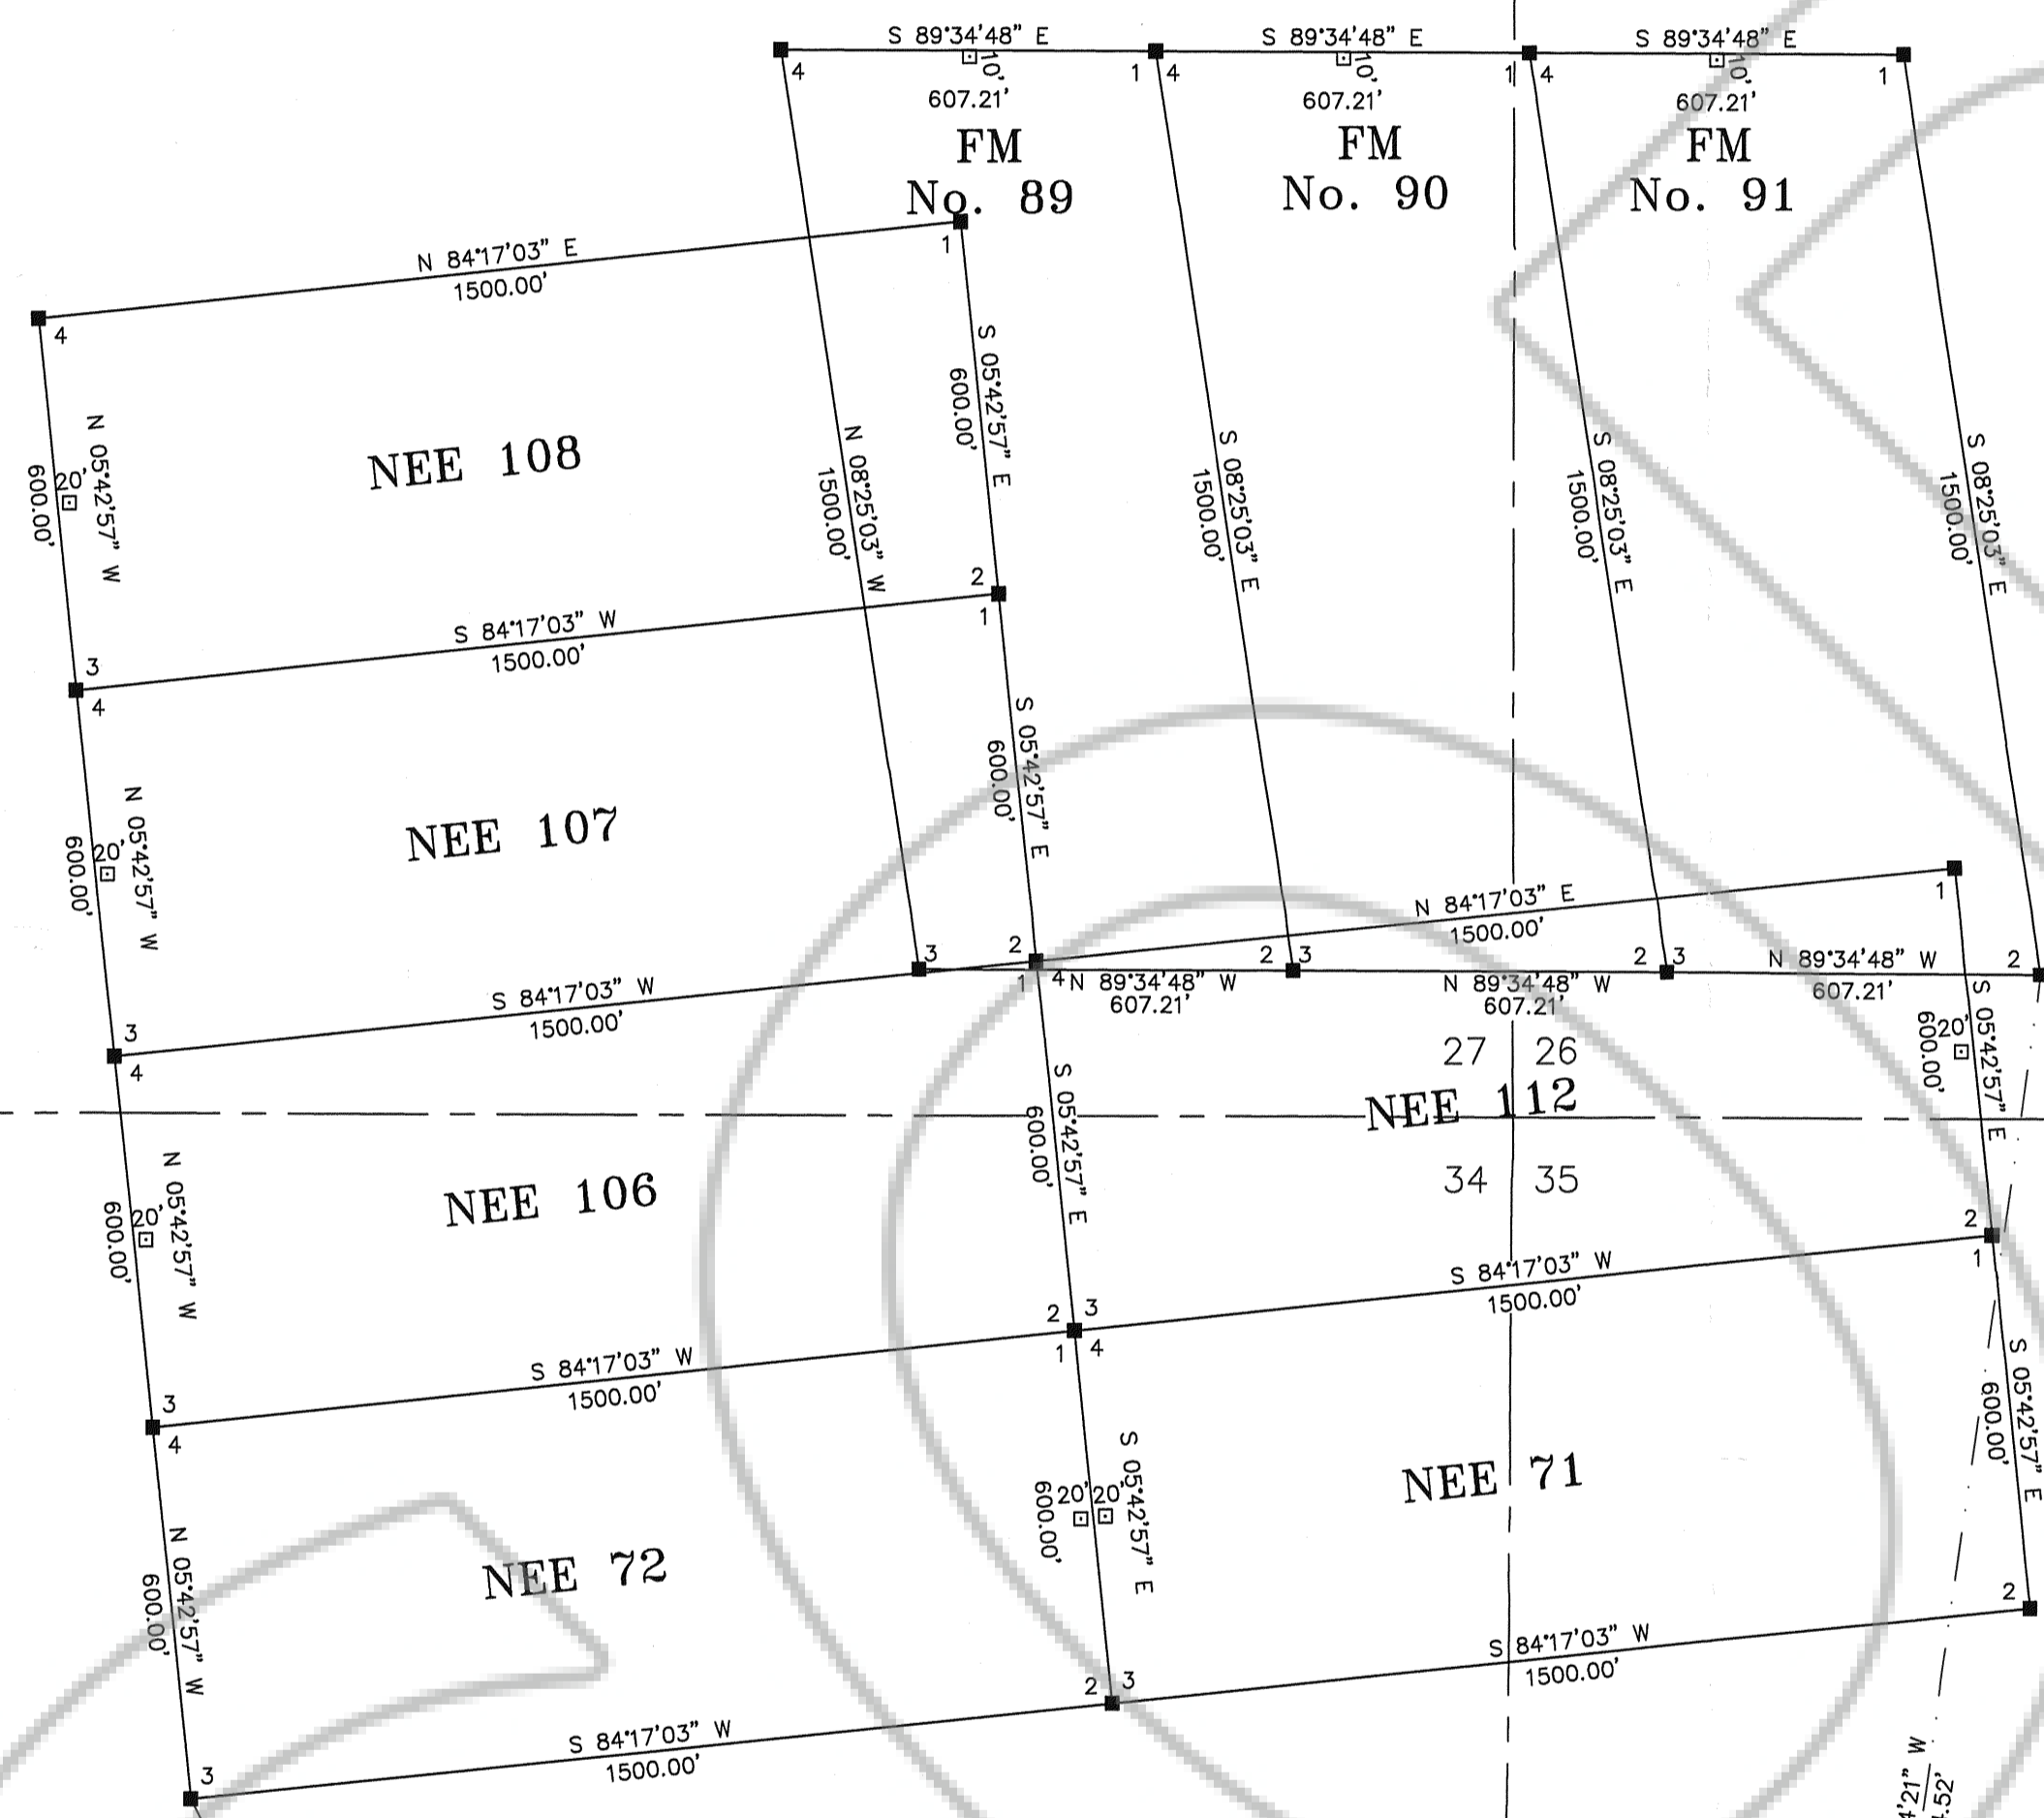 S 89°34'48" E
S 89°34'48" E
S 89°34'48" E
4
10'
1
4
10'
1
4
10'
1
607.21'
607.21'
607.21'
FM
No. 89
FM
No. 90
FM
No. 91
N 84°17'03" E
1500.00'
1
4
S 05°42'57" E
600.00'
N 08°25'03" W
1500.00'
S 08°25'03" E
1500.00'
S 08°25'03" E
1500.00'
S 08°25'03" E
1500.00'
NEE 108
N 05°42'57" W
600.00'
20'
2
1
S 84°17'03" W
1500.00'
3
4
S 05°42'57" E
600.00'
NEE 107
N 05°42'57" W
600.00'
20'
N 84°17'03" E
1500.00'
1
3
2
2
3
2
3
2
1
4
N 89°34'48" W
607.21'
N 89°34'48" W
607.21'
N 89°34'48" W
607.21'
S 84°17'03" W
1500.00'
3
4
27
26
NEE 112
34
35
S 05°42'57" E
600.00'
20'
S 05°42'57" E
600.00'
NEE 106
N 05°42'57" W
600.00'
20'
2
1
S 84°17'03" W
1500.00'
2
3
1
4
S 84°17'03" W
1500.00'
3
4
S 05°42'57" E
600.00'
NEE 71
20'
20'
S 05°42'57" E
600.00'
NEE 72
N 05°42'57" W
600.00'
2
S 84°17'03" W
1500.00'
2
3
S 84°17'03" W
1500.00'
3
'21" W
.52'